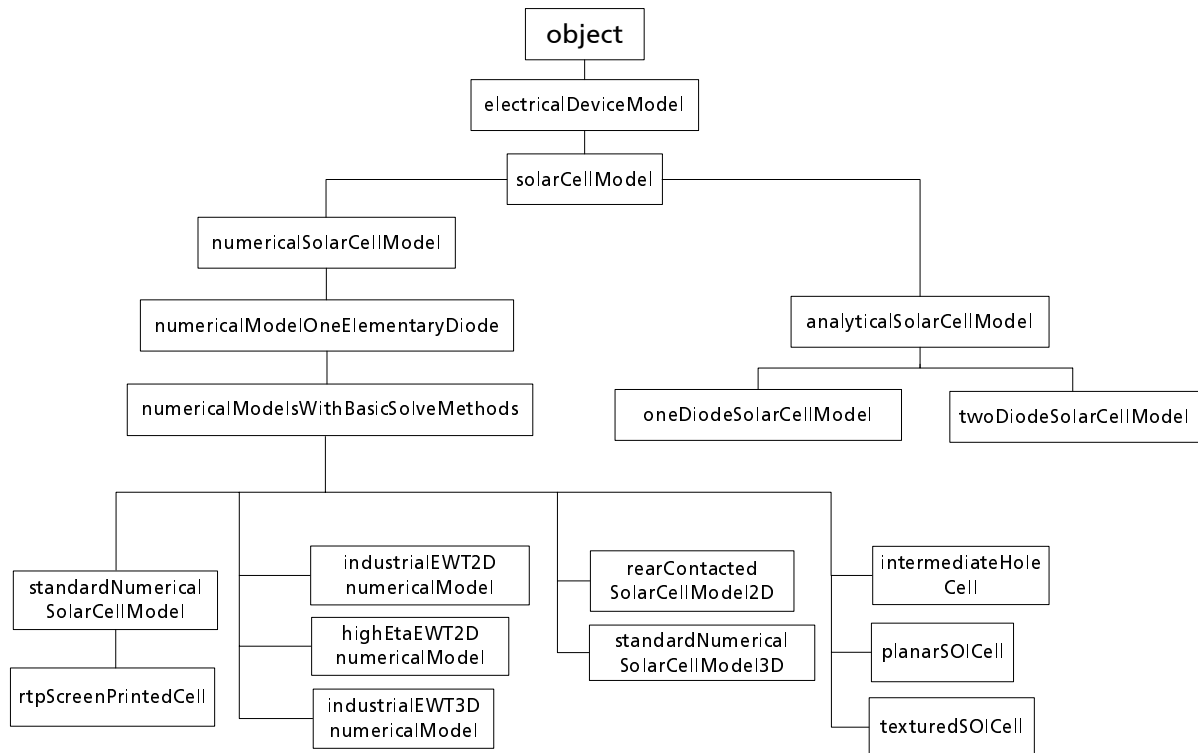 object
electricalDeviceModel
solarCellModel
numericalSolarCellModel
numericalModelOneElementaryDiode
analyticalSolarCellModel
numericalModelsWithBasicSolveMethods
oneDiodeSolarCellModel
twoDiodeSolarCellModel
standardNumerical
SolarCellModel
rtpScreenPrintedCell
industrialEWT2D
numericalModel
highEtaEWT2D
numericalModel
industrialEWT3D
numericalModel
rearContacted
SolarCellModel2D
standardNumerical
SolarCellModel3D
intermediateHole
Cell
planarSOICell
texturedSOICell